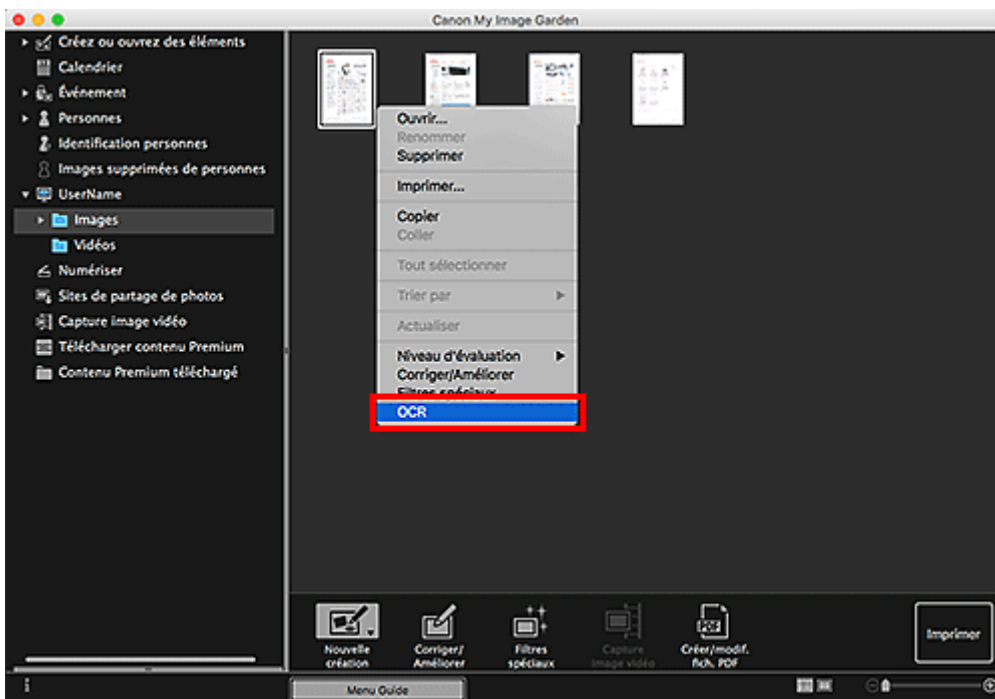 Canon My Image Garden
Créez ou ouvrez des éléments
Calendrier
Événement
Personnes
Identification personnes
Images supprimées de personnes
UserName
Images
Vidéos
Numériser
Sites de partage de photos
Capture image vidéo
Télécharger contenu Premium
Contenu Premium téléchargé
Ouvrir...
Renommer
Supprimer
Imprimer...
Copier
Coller
Tout sélectionner
Trier par
Actualiser
Niveau d'évaluation
Corriger/Améliorer
Filtres spéciaux
OCR
Nouvelle
création
Corriger/
Améliorer
Filtres
spéciaux
Capture
image vidéo
PDF
Créer/modif.
fich. PDF
Imprimer
Menu Guide